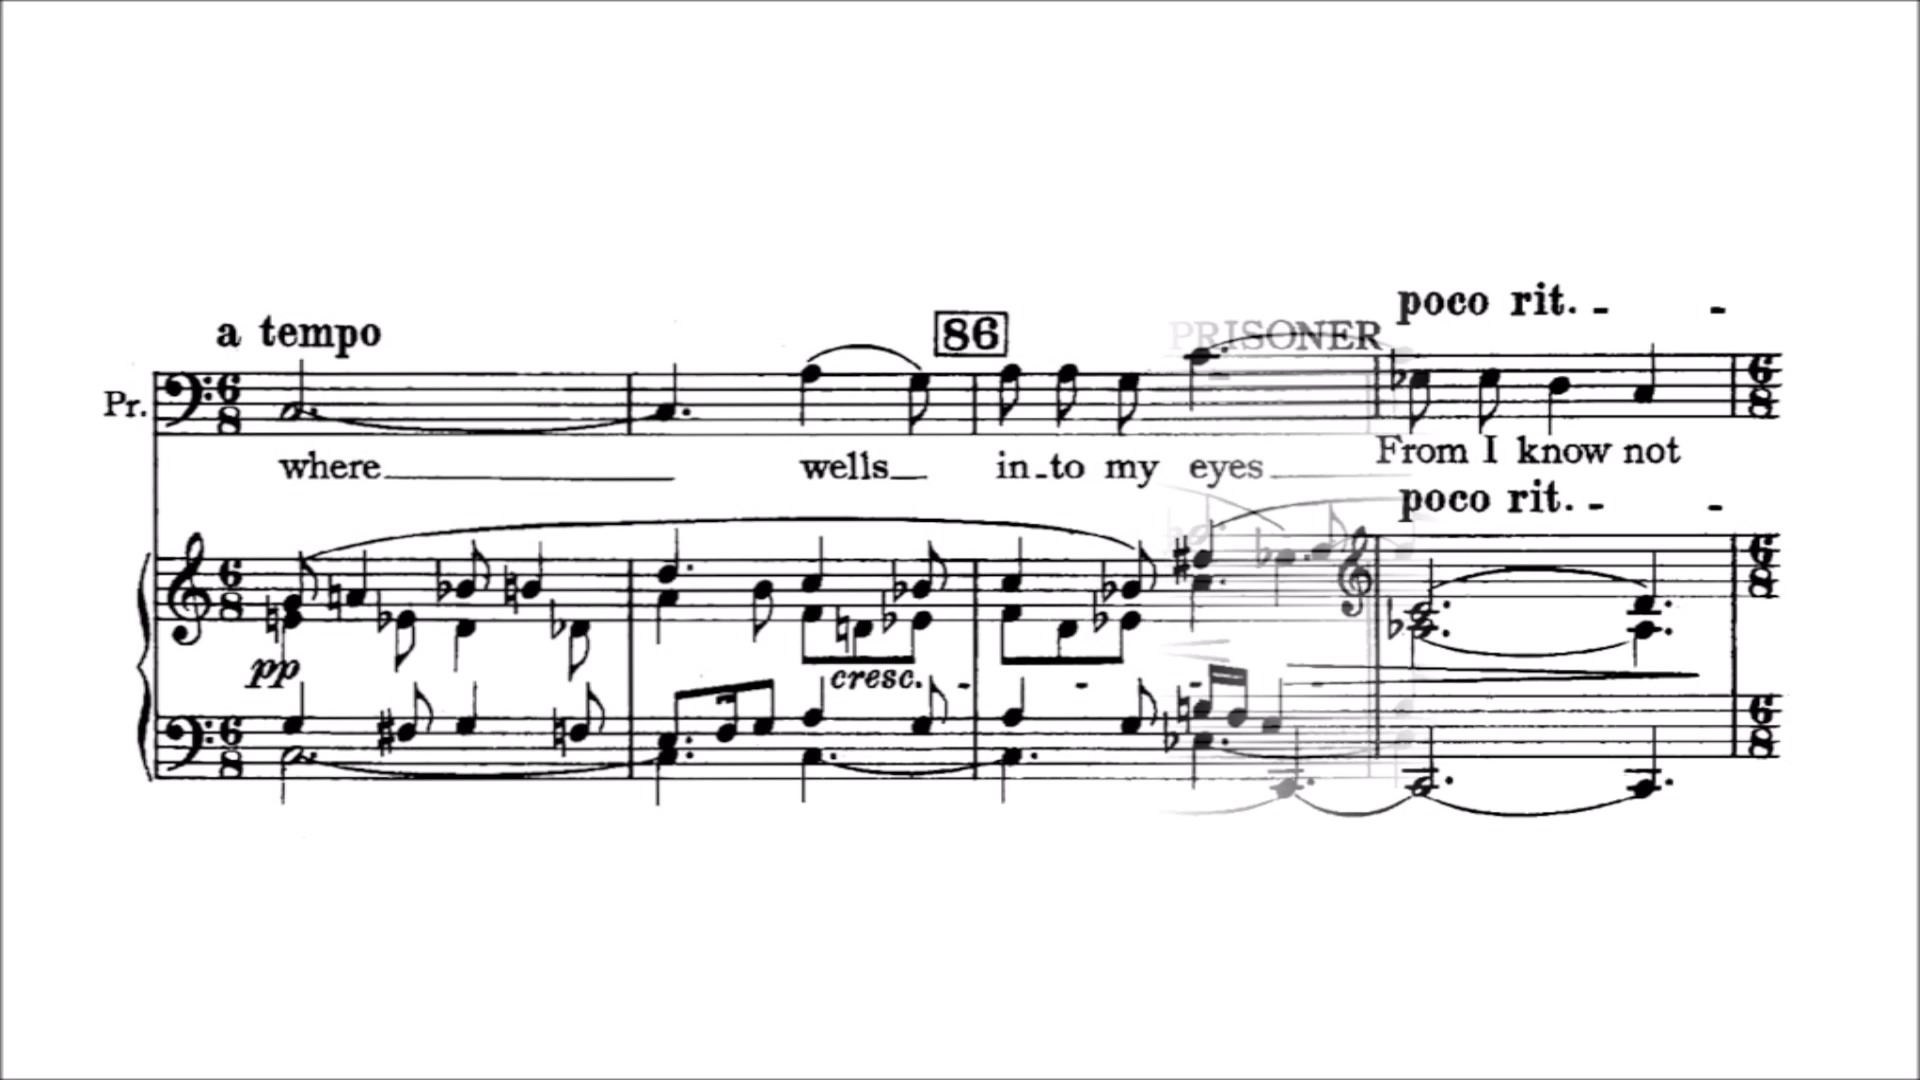 poco rit. - -
a tempo
86
PRISONER
Pr.
where wells in-to my eyes
From I know not
poco rit. - -
pp
cresc. - - - -